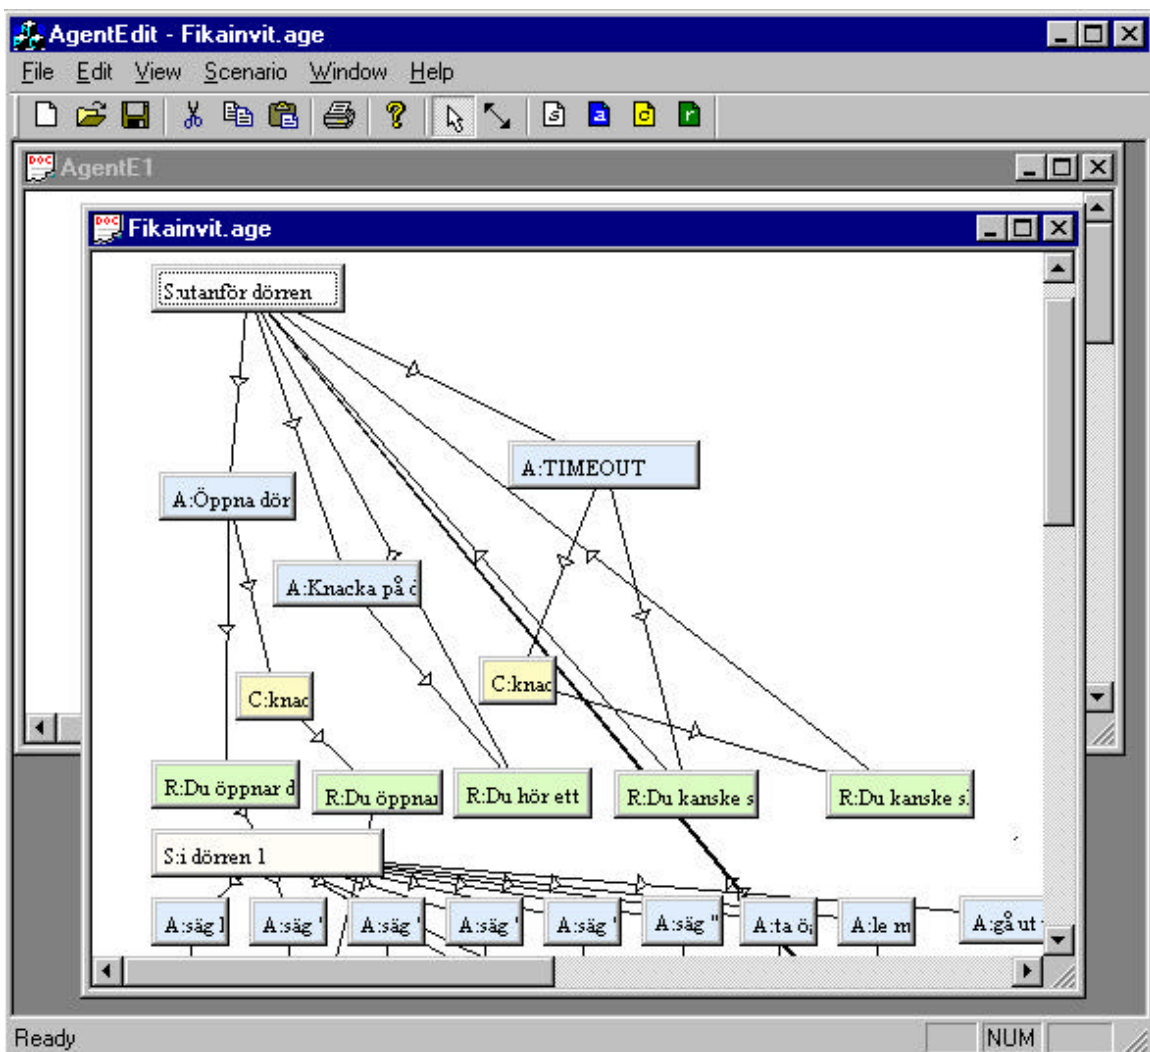 AgentEdit - Fikainvit.age
File Edit View Scenario Window Help
s a c r
AgentE1
Fikainvit.age
S:utanför dörren
A:TIMEOUT
A:Öppna dör
A:Knacka på d
C:knac
C:knac
R:Du öppnar d
R:Du öppnar
R:Du hör ett
R:Du kanske s
R:Du kanske sl
S:i dörren 1
A:säg l
A:säg '
A:säg '
A:säg '
A:säg '
A:säg "
A:ta ö
A:le m
A:gå ut
Ready
NUM